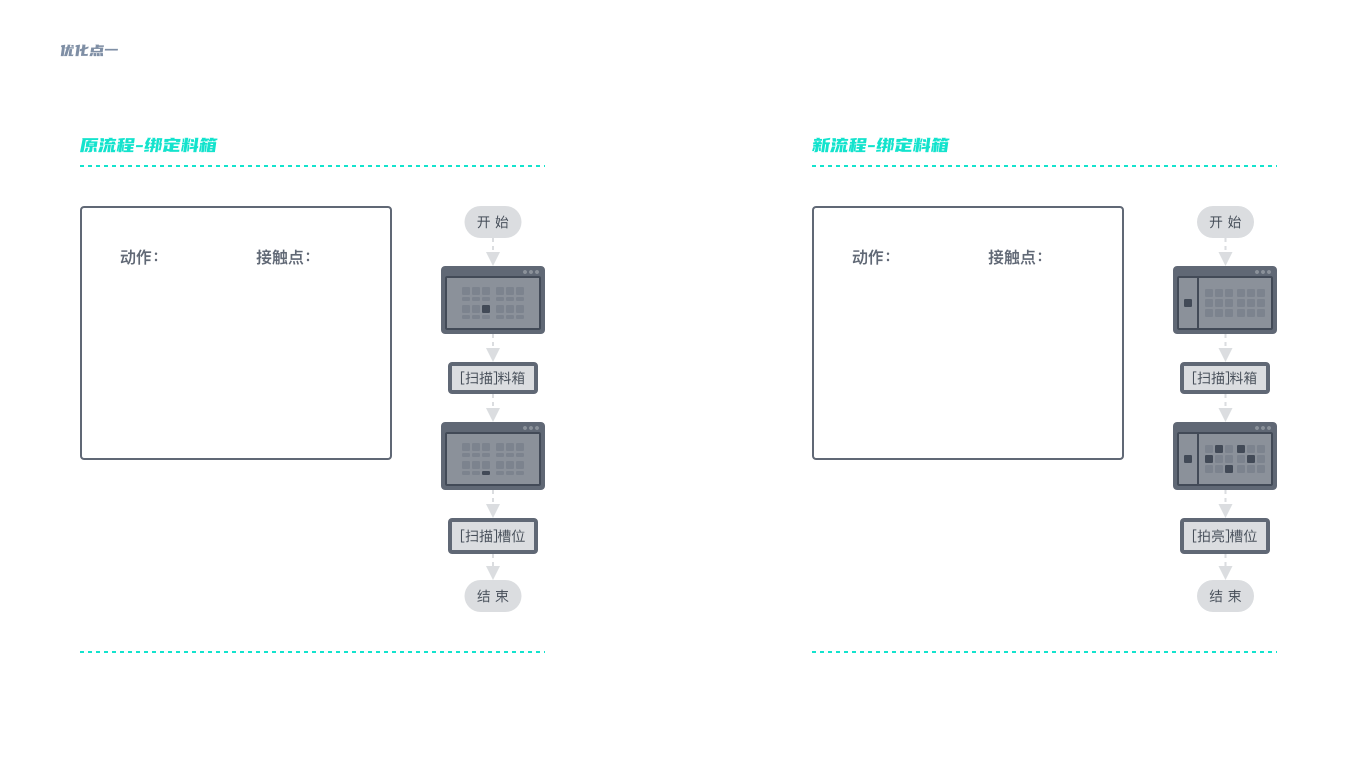 优化点一
原流程-绑定料箱
动作：
接触点：
开 始
[扫描]料箱
[扫描]槽位
结 束
新流程-绑定料箱
动作：
接触点：
开 始
[扫描]料箱
[拍亮]槽位
结 束